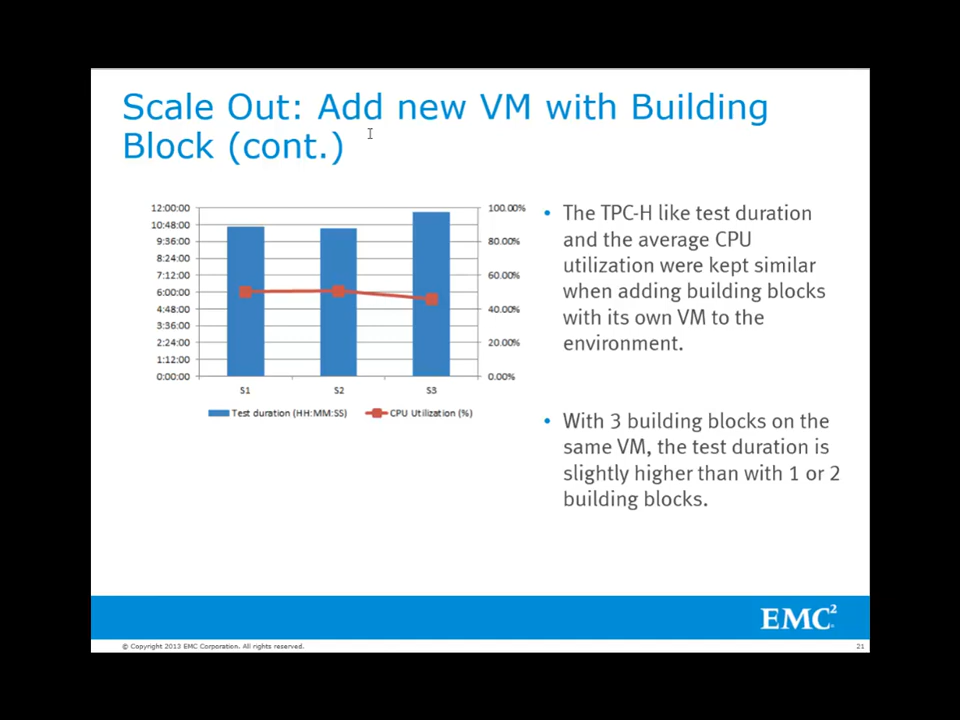 Scale Out: Add new VM with Building
Block (cont.)
12:00:00
10:48:00
9:36:00
8:24:00
7:12:00
6:00:00
4:48:00
3:36:00
2:24:00
1:12:00
0:00:00
100.00%
80.00%
60.00%
40.00%
20.00%
0.00%
S1 S2 S3
Test duration (HH:MM:SS) CPU Utilization (%)
• The TPC-H like test duration
and the average CPU
utilization were kept similar
when adding building blocks
with its own VM to the
environment.
• With 3 building blocks on the
same VM, the test duration is
slightly higher than with 1 or 2
building blocks.
EMC²
© Copyright 2013 EMC Corporation. All rights reserved.
21